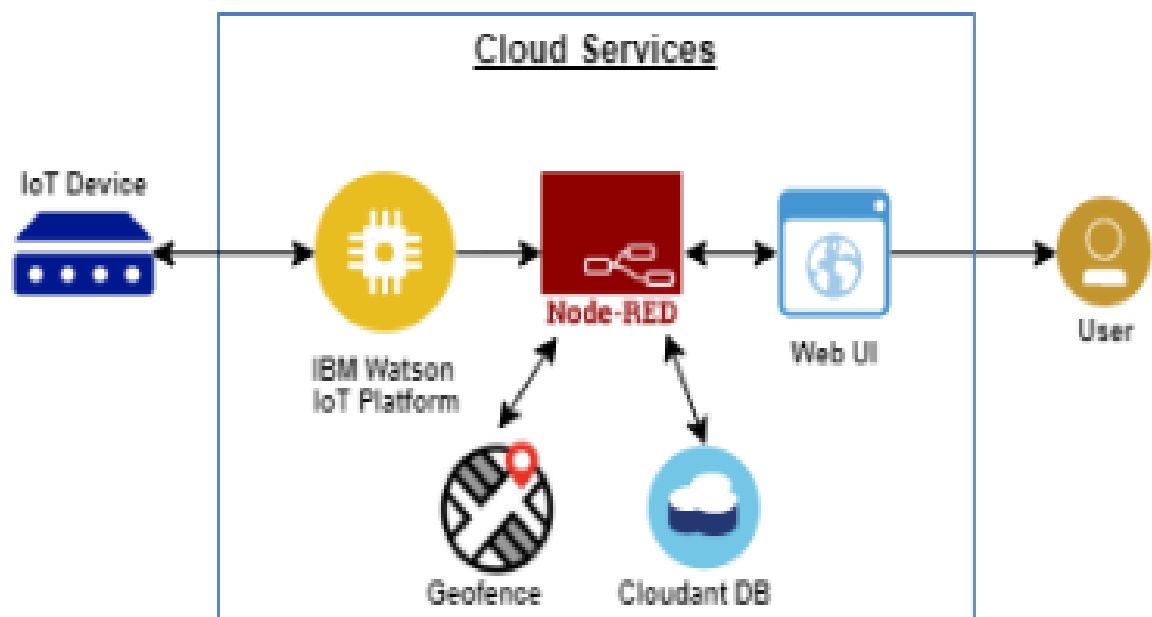 Cloud Services
IoT Device
Node-RED
Web UI
User
IBM Watson
IoT Platform
Geofence
Cloudant DB